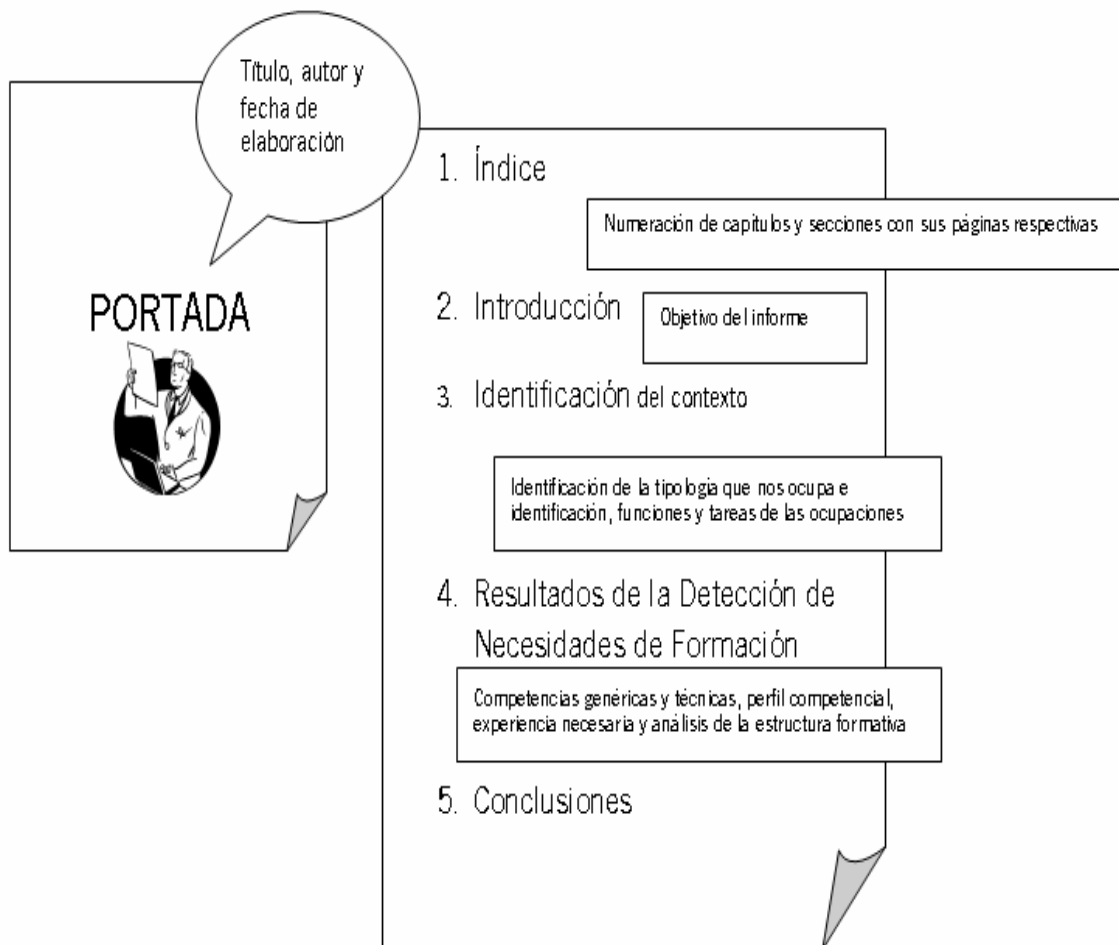 Título, autor y
fecha de
elaboración
PORTADA
1. Índice
Numeración de capítulos y secciones con sus páginas respectivas
2. Introducción
Objetivo del informe
3. Identificación del contexto
Identificación de la tipología que nos ocupa e
identificación, funciones y tareas de las ocupaciones
4. Resultados de la Detección de
Necesidades de Formación
Competencias genéricas y técnicas, perfil competencial,
experiencia necesaria y análisis de la estructura formativa
5. Conclusiones